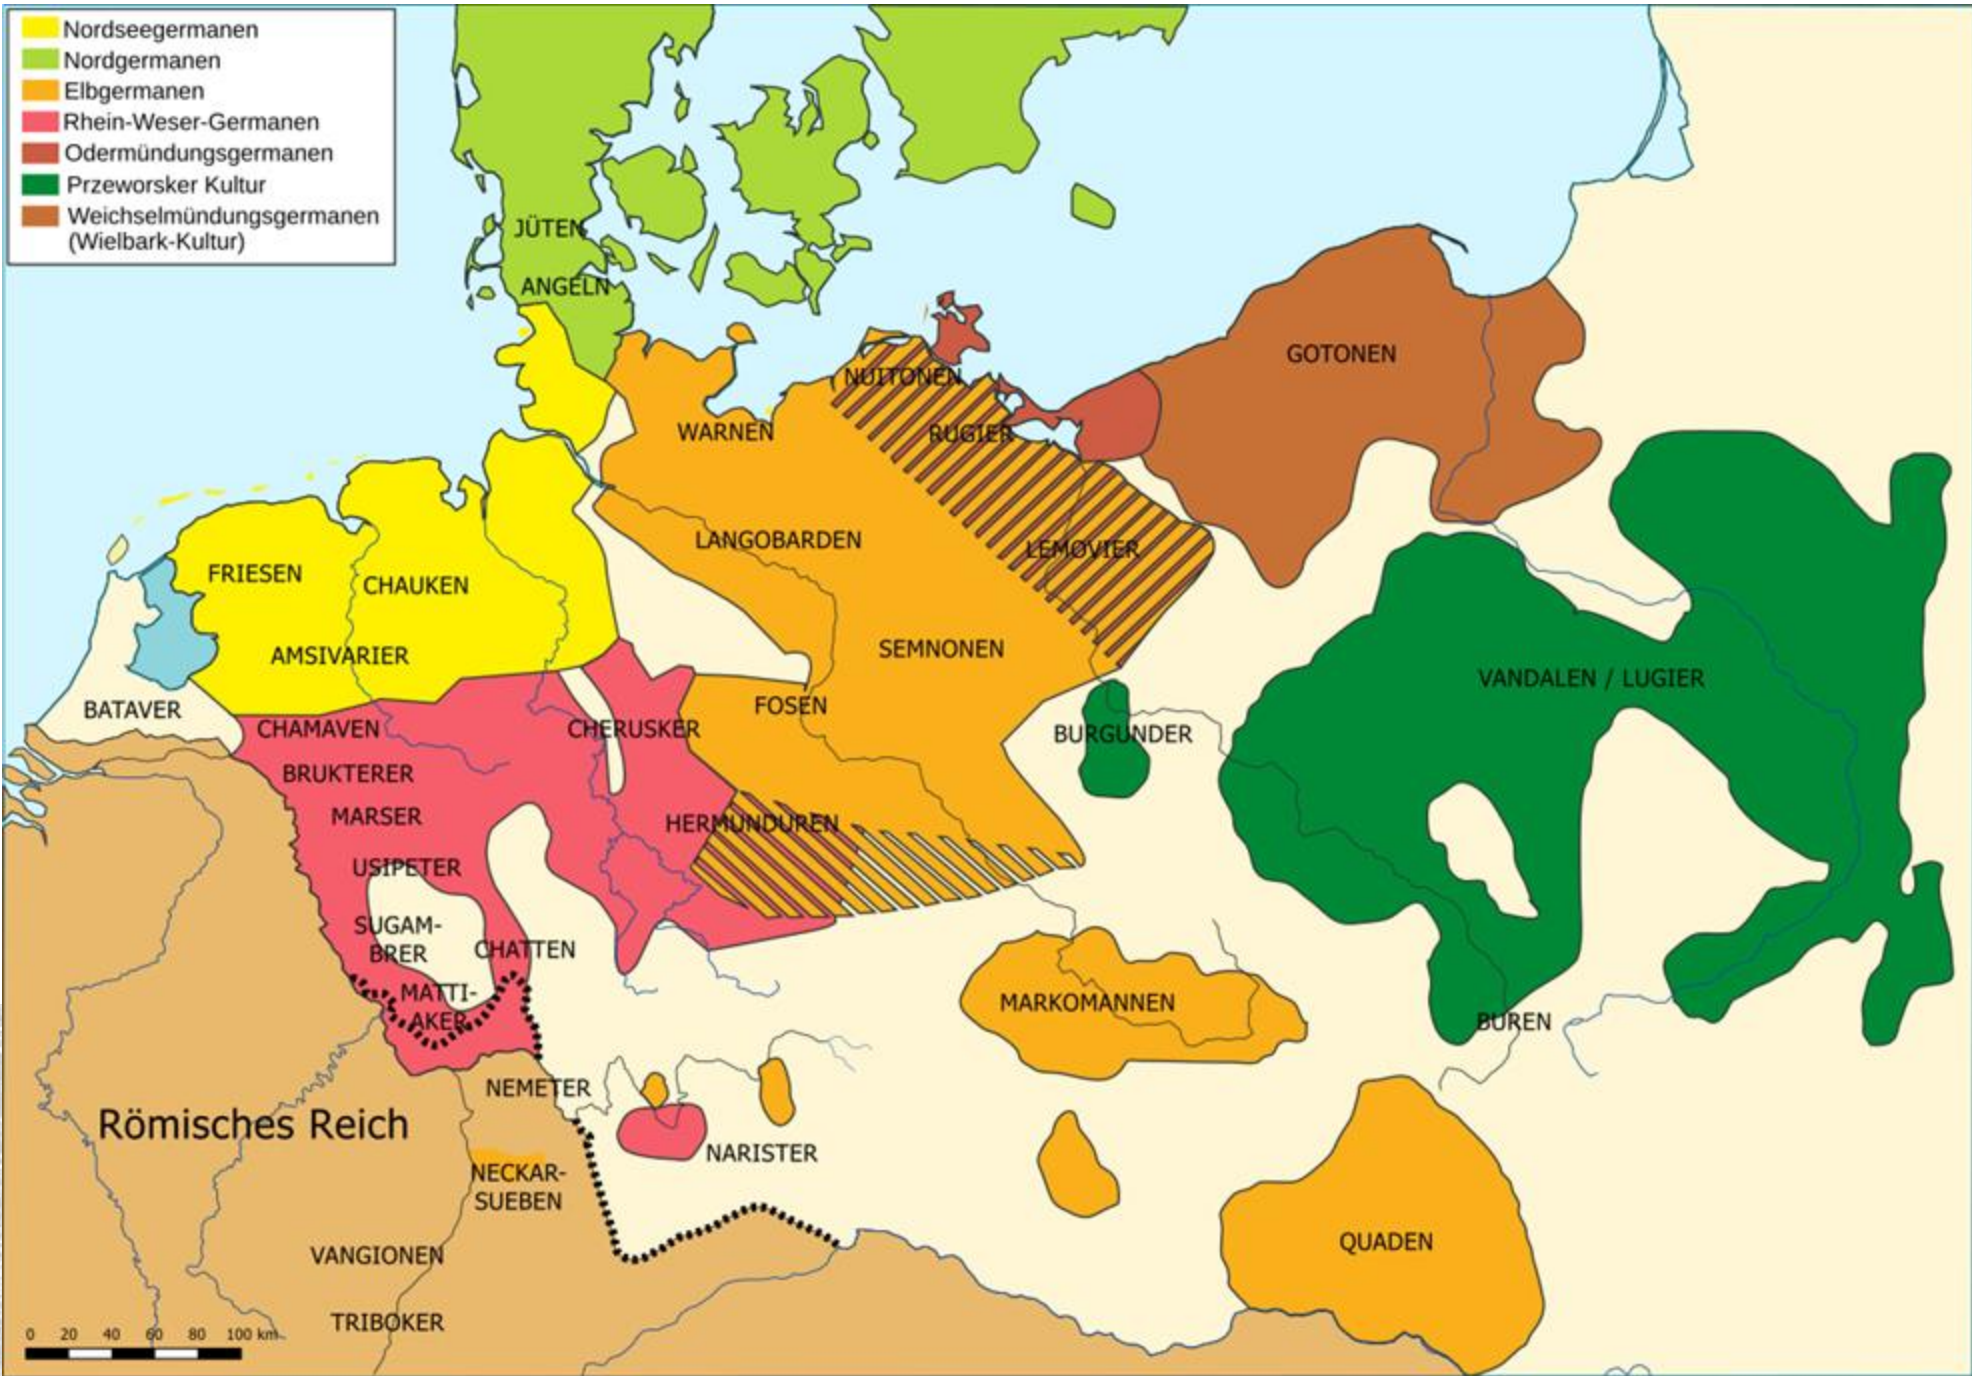 Nordseegermanen
Nordgermanen
Elbgermanen
Rhein-Weser-Germanen
Odermündungsgermanen
Przeworsker Kultur
Weichselmündungsgermanen
(Wielbark-Kultur)
JÜTEN
ANGELN
GOTONEN
NUITONEN
WARNEN
RUGIER
LANGOBARDEN
LEMOVIER
FRIESEN
CHAUKEN
AMSIVARIER
SEMNONEN
VANDALEN / LUGIER
BATAVER
FOSEN
CHAMAVEN
CHERUSKER
BURGUNDER
BRUKTERER
MARSER
HERMUNDUREN
USIPETER
SUGAM-
BRER
CHATTEN
MATTI-
AKER
MARKOMANNEN
BUREN
NEMETER
Römisches Reich
NARISTER
NECKAR-
SUEBEN
QUADEN
VANGIONEN
TRIBOKER
0 20 40 60 80 100 km